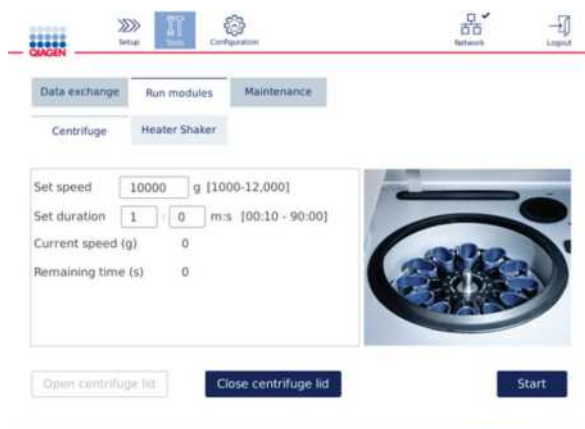 QIAGEN
Setup
Tools
Configuration
Network
Logout
Data exchange
Run modules
Maintenance
Centrifuge
Heater Shaker
Set speed 10000 g [1000-12,000]
Set duration 1 : 0 m:s [00:10 - 90:00]
Current speed (g) 0
Remaining time (s) 0
Open centrifuge lid
Close centrifuge lid
Start